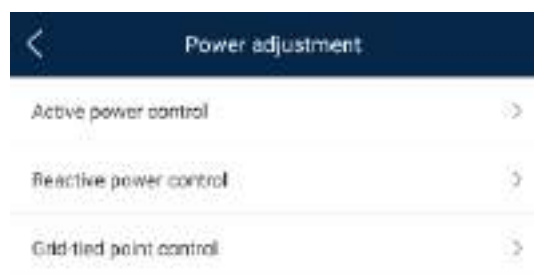 Power adjustment
Active power control
Reactive power control
Grid-tied point control